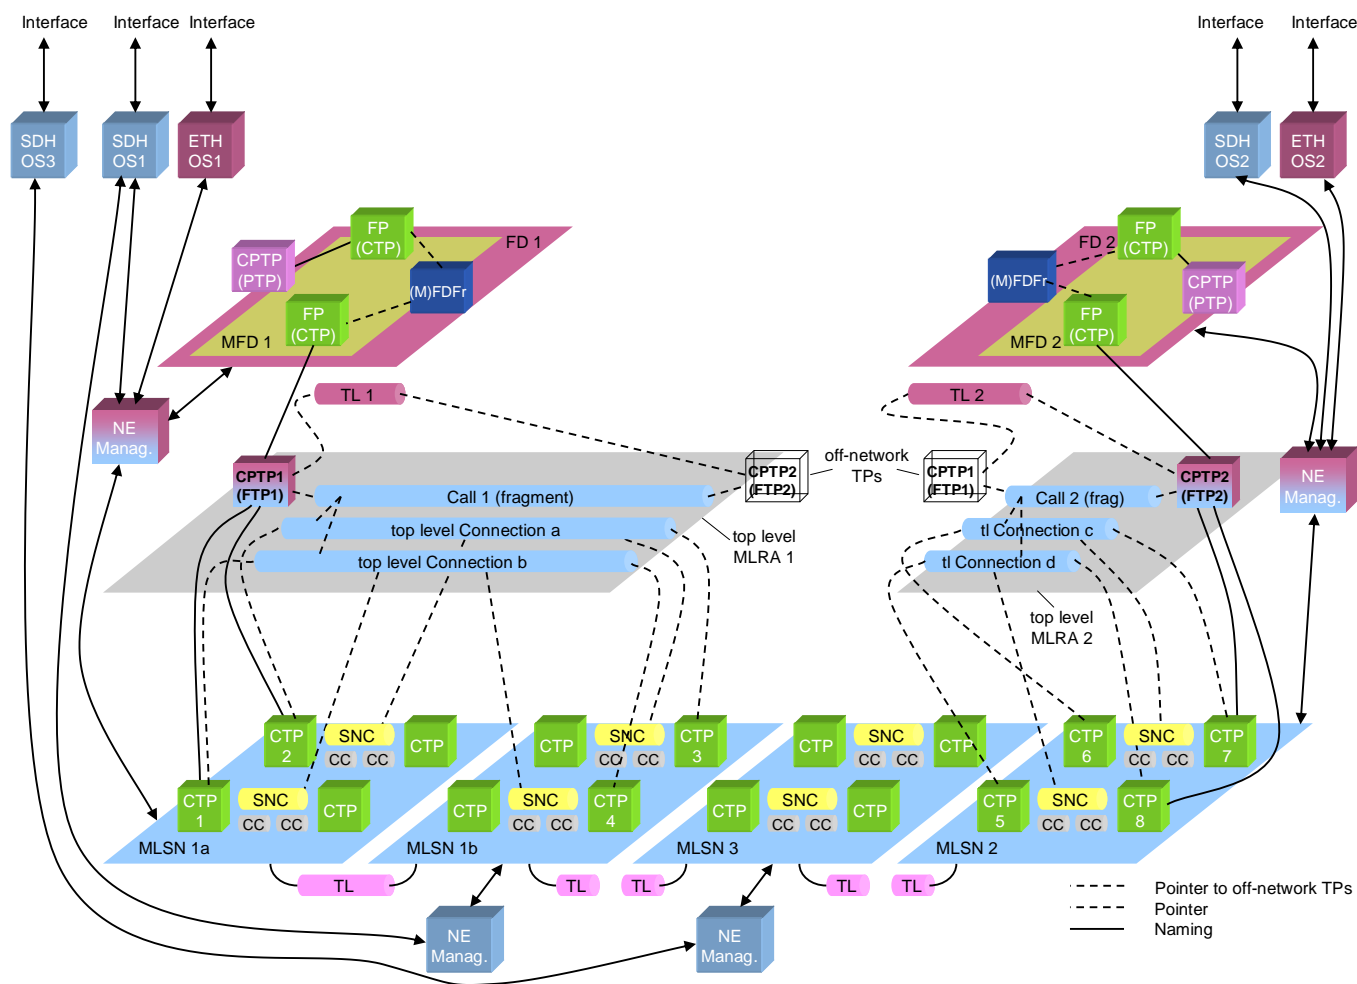 Interface
Interface
Interface
Interface
Interface
SDH
OS3
SDH
OS1
ETH
OS1
SDH
OS2
ETH
OS2
FP
(CTP)
FD 1
CPTP
(PTP)
(M)FDFr
FP
(CTP)
MFD 1
FP
(CTP)
FD 2
(M)FDFr
CPTP
(PTP)
FP
(CTP)
MFD 2
TL 1
TL 2
NE
Manag.
CPTP1
(FTP1)
CPTP2
(FTP2)
off-network
TPs
CPTP1
(FTP1)
CPTP2
(FTP2)
NE
Manag.
Call 1 (fragment)
Call 2 (frag)
top level Connection a
tl Connection c
top level
MLRA 1
top level Connection b
tl Connection d
top level
MLRA 2
CTP
2
SNC
CC
CC
CTP
CTP
SNC
CC
CC
CTP
3
CTP
SNC
CC
CC
CTP
CTP
6
SNC
CC
CC
CTP
7
CTP
1
SNC
CC
CC
CTP
CTP
SNC
CC
CC
CTP
4
CTP
SNC
CC
CC
CTP
CTP
5
SNC
CC
CC
CTP
8
MLSN 1a
MLSN 1b
MLSN 3
MLSN 2
TL
TL
TL
TL
TL
NE
Manag.
NE
Manag.
Pointer to off-network TPs
Pointer
Naming